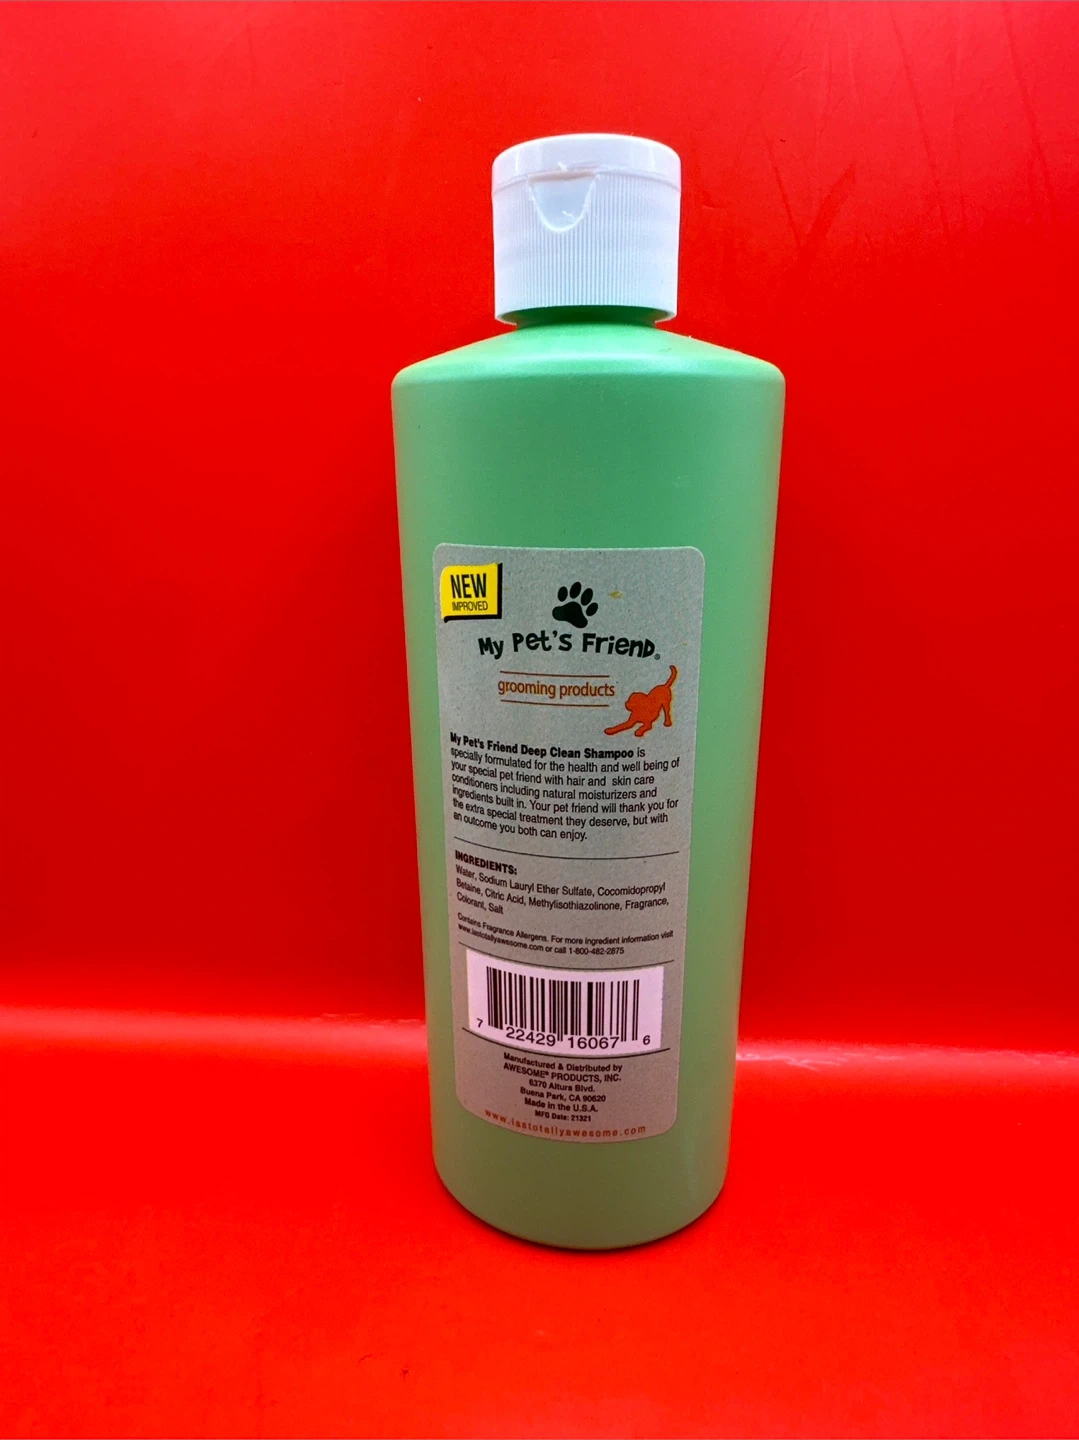 NEW
IMPROVED
My Pet's Friend®
grooming products
My Pet's Friend Deep Clean Shampoo is
specially formulated for the health and well being of
your special pet friend with hair and skin care
conditioners including natural moisturizers and
ingredients built in. Your pet friend will thank you for
the extra special treatment they deserve, but with
an outcome you both can enjoy.
INGREDIENTS:
Water, Sodium Lauryl Ether Sulfate, Cocomidopropyl
Betaine, Citric Acid, Methylisothiazolinone, Fragrance,
Colorant, Salt
Contains Fragrance Allergens. For more ingredient information visit
www.lastotallyawesome.com or call 1-800-482-2875
7 22429 16067 6
Manufactured & Distributed by
AWESOME® PRODUCTS, INC.
6370 Altura Blvd.
Buena Park, CA 90620
Made in the U.S.A.
MFG Date: 21321
www.lastotallyawesome.com